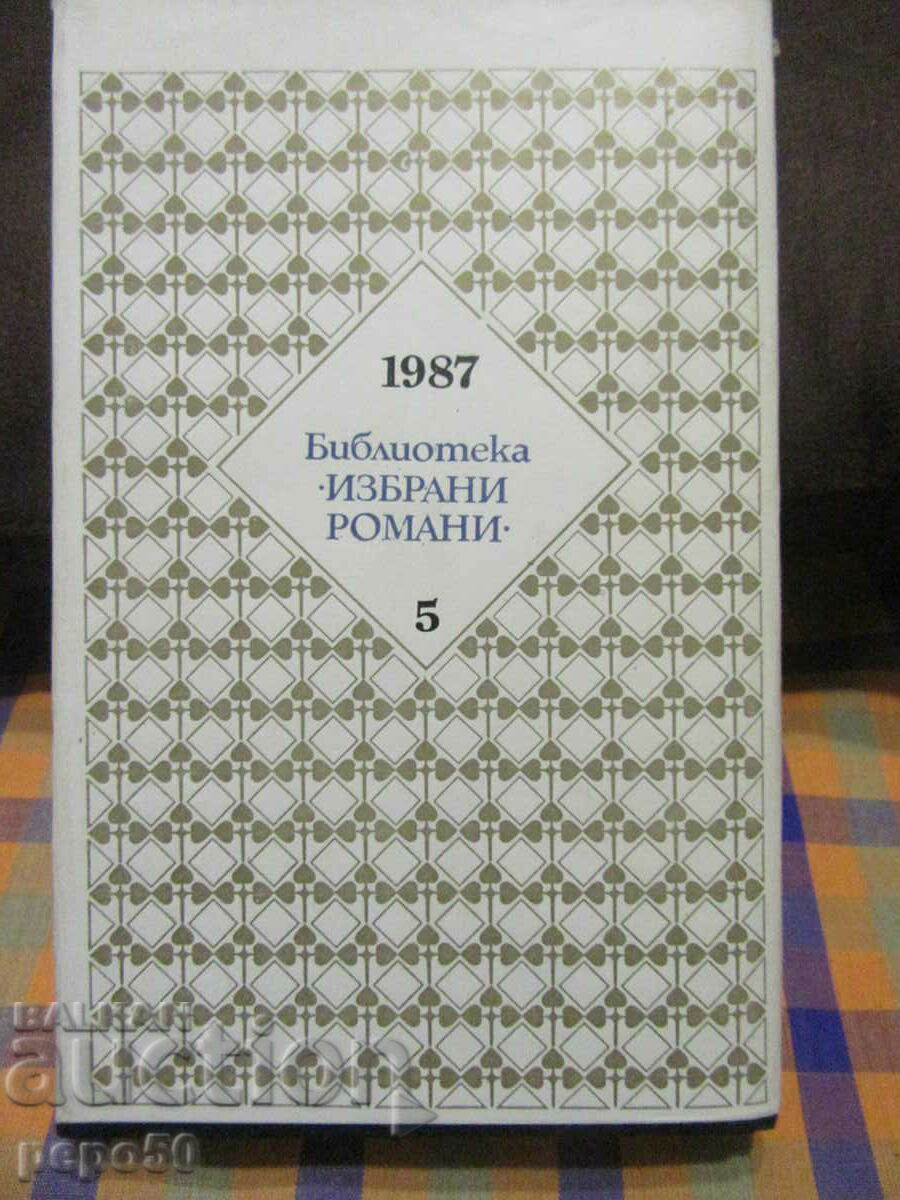 1987
Библиотека
·ИЗБРАНИ
РОМАНИ·
5
BALKAN
auction
pepo50